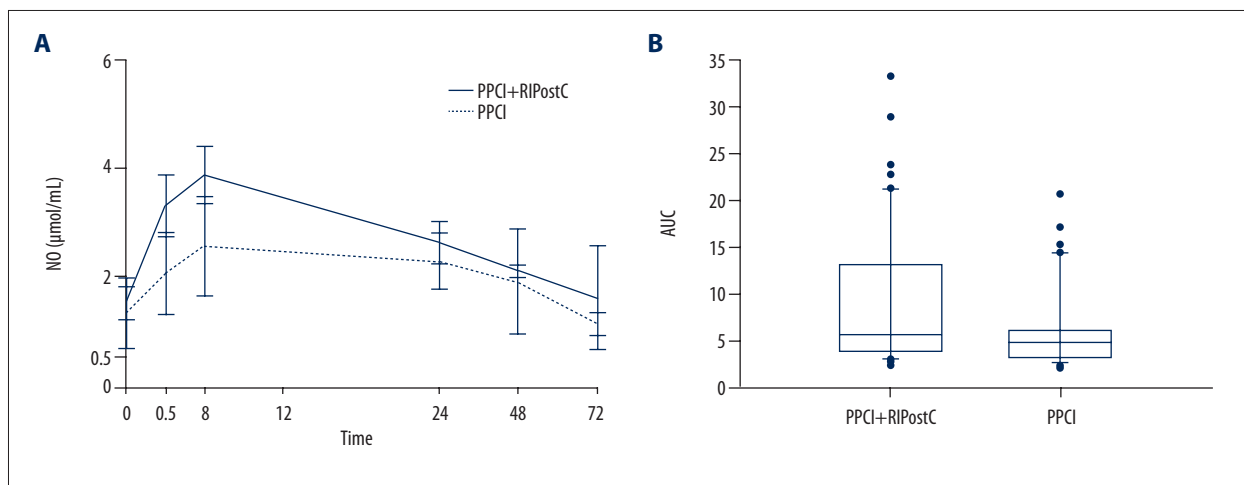 A
6
4
2
0.5
0
NO (µmol/mL)
PPCI+RIPostC
PPCI
0 0.5 8 12 24 48 72
Time
B
35
30
25
20
15
10
5
0
AUC
PPCI+RIPostC PPCI